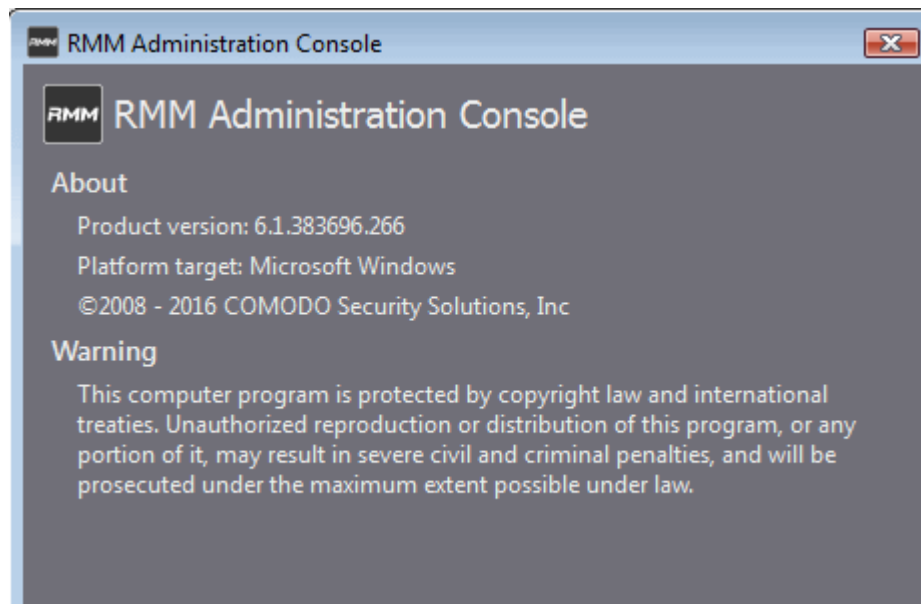 RMM RMM Administration Console
RMM RMM Administration Console
About
Product version: 6.1.383696.266
Platform target: Microsoft Windows
©2008 - 2016 COMODO Security Solutions, Inc
Warning
This computer program is protected by copyright law and international
treaties. Unauthorized reproduction or distribution of this program, or any
portion of it, may result in severe civil and criminal penalties, and will be
prosecuted under the maximum extent possible under law.